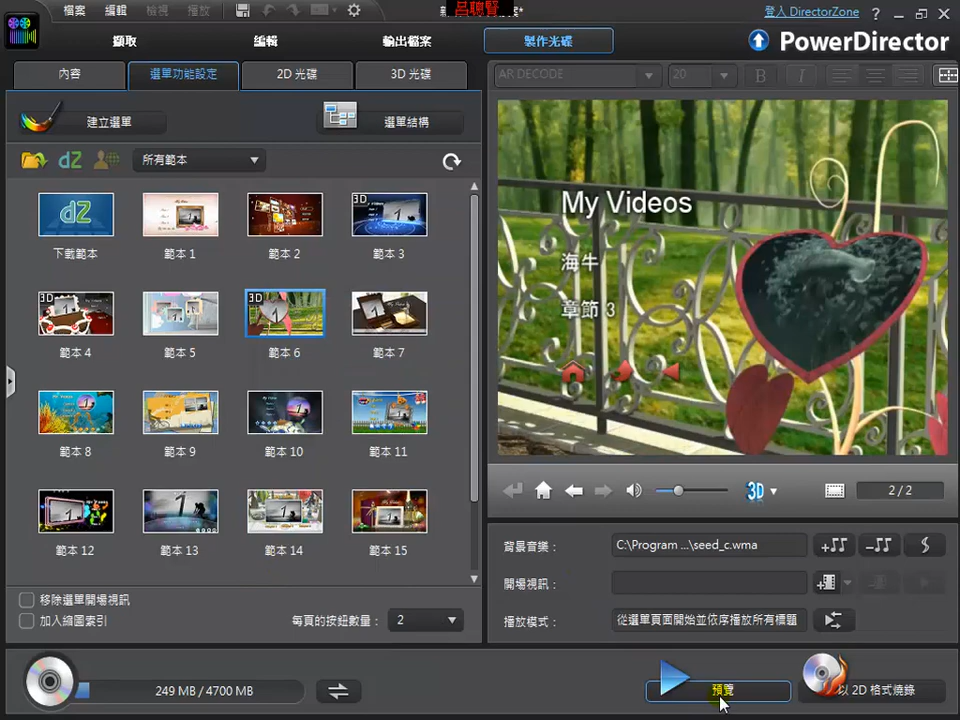 檔案 編輯 檢視 播放
呂聰賢
登入 DirectorZone ?
擷取 編輯 輸出檔案 製作光碟
PowerDirector
內容 選單功能設定 2D 光碟 3D 光碟
AR DECODE 20 B I
建立選單 選單結構
dZ 所有範本
dZ
3D
下載範本 範本 1 範本 2 範本 3
3D
3D
範本 4 範本 5 範本 6 範本 7
範本 8 範本 9 範本 10 範本 11
範本 12 範本 13 範本 14 範本 15
My Videos
海牛
章節 3
3D 2 / 2
背景音樂： C:\Program ...\seed_c.wma
開場視訊：
播放模式： 從選單頁面開始並依序播放所有標題
移除選單開場視訊
加入繪圖索引 每頁的按鈕數量： 2
249 MB / 4700 MB
預覽
以 2D 格式燒錄